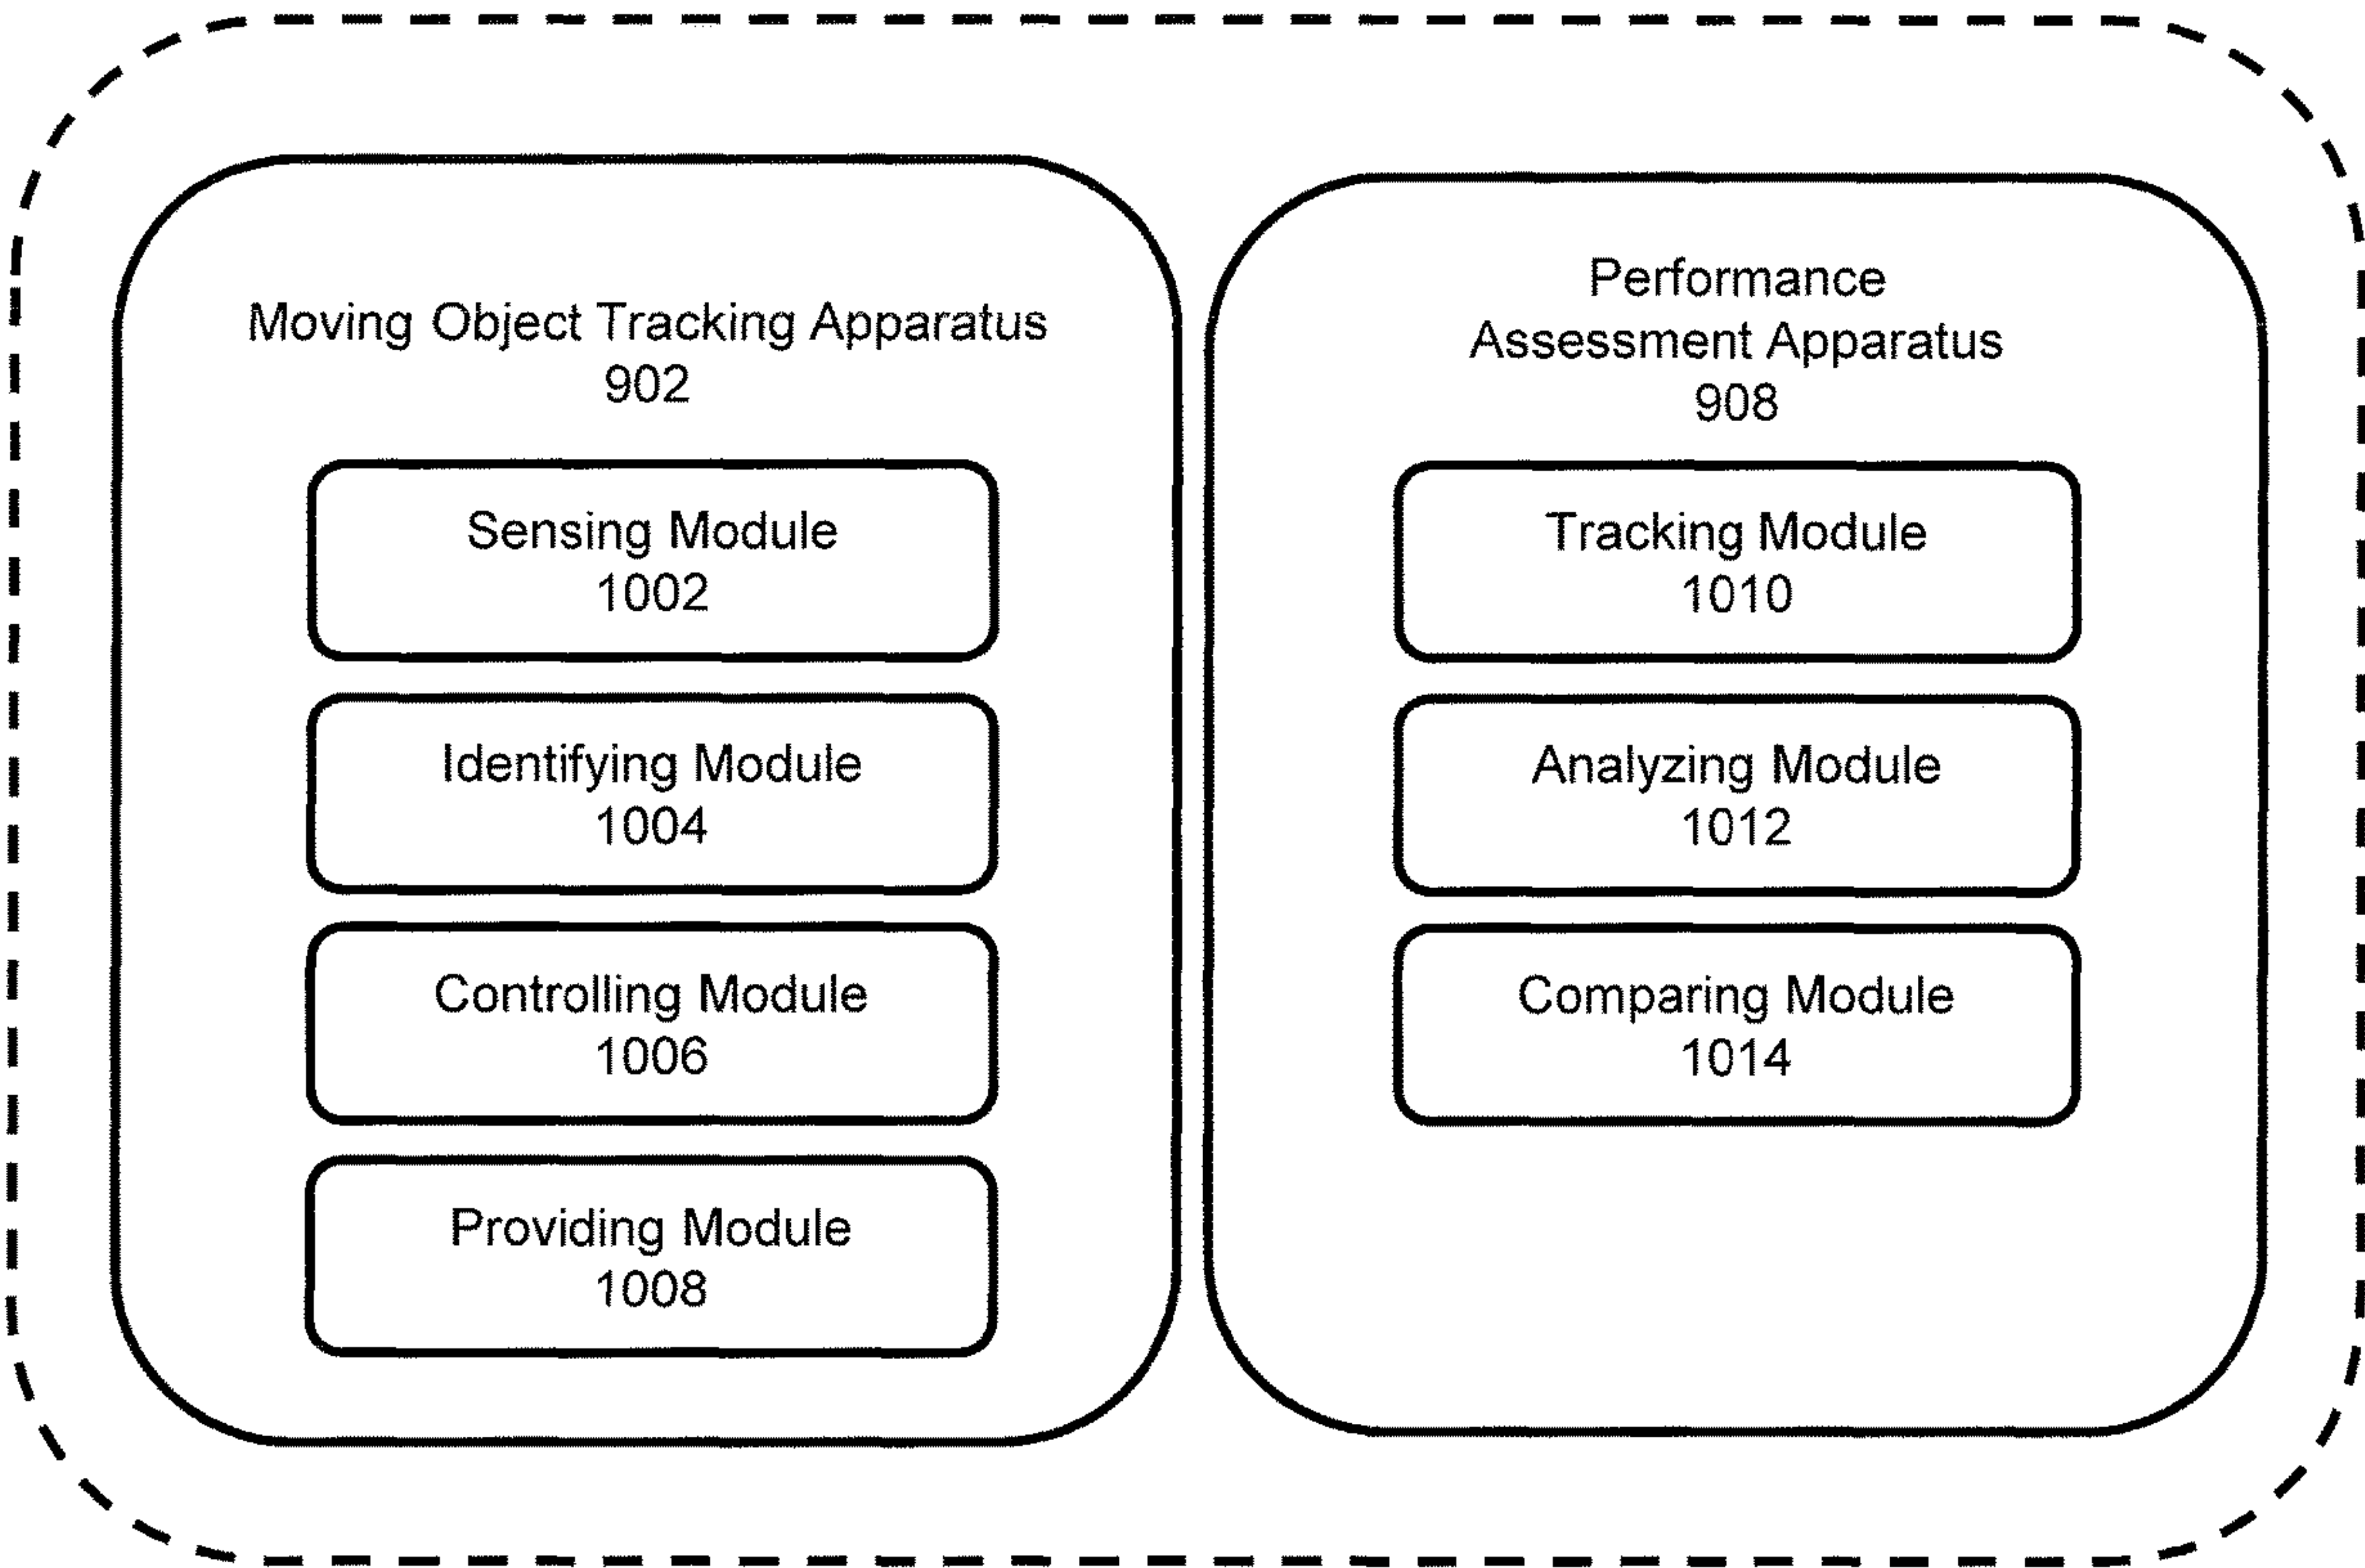 Moving Object Tracking Apparatus
902
Sensing Module
1002
Identifying Module
1004
Controlling Module
1006
Providing Module
1008
Performance
Assessment Apparatus
908
Tracking Module
1010
Analyzing Module
1012
Comparing Module
1014